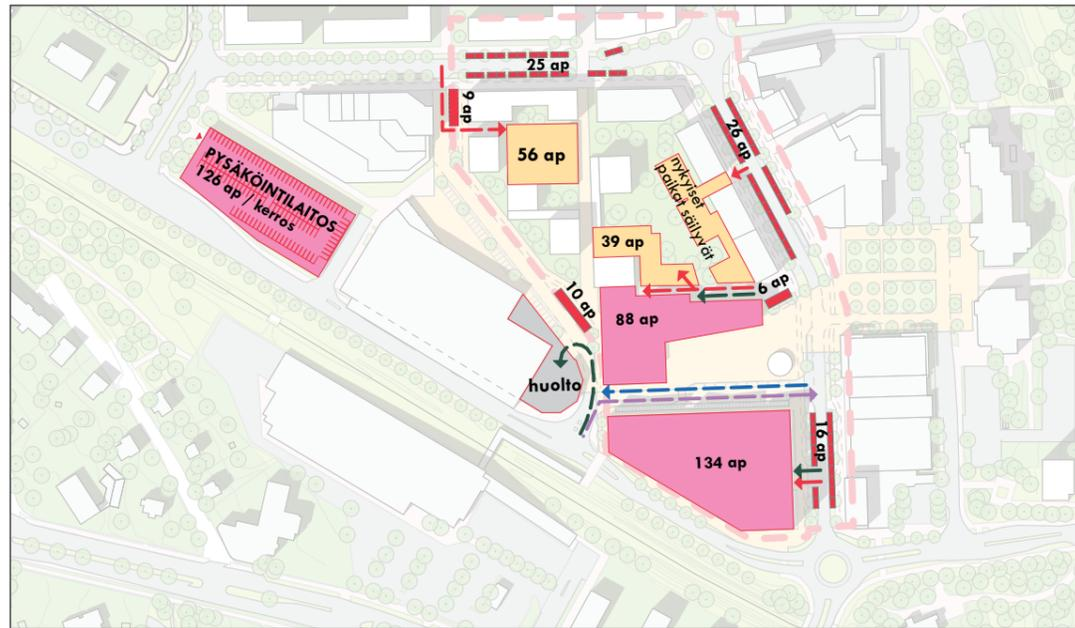 25 ap
9 ap
26 ap
PYSÄKÖINTILAITOS
126 ap / kerros
56 ap
nykyiset
paikat säilyvät
39 ap
6 ap
10 ap
88 ap
huolto
16 ap
134 ap